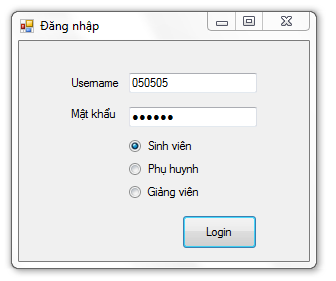 Đăng nhập
Username 050505
Mật khẩu ●●●●●●
Sinh viên
Phụ huynh
Giảng viên
Login